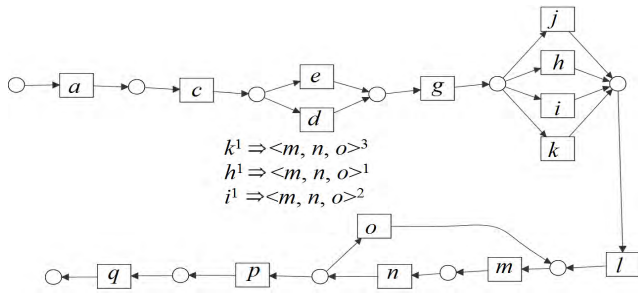 j
e
h
a
c
g
d
i
k
k¹ ⇒ <m, n, o>³
h¹ ⇒ <m, n, o>¹
i¹ ⇒ <m, n, o>²
o
q
p
n
m
l